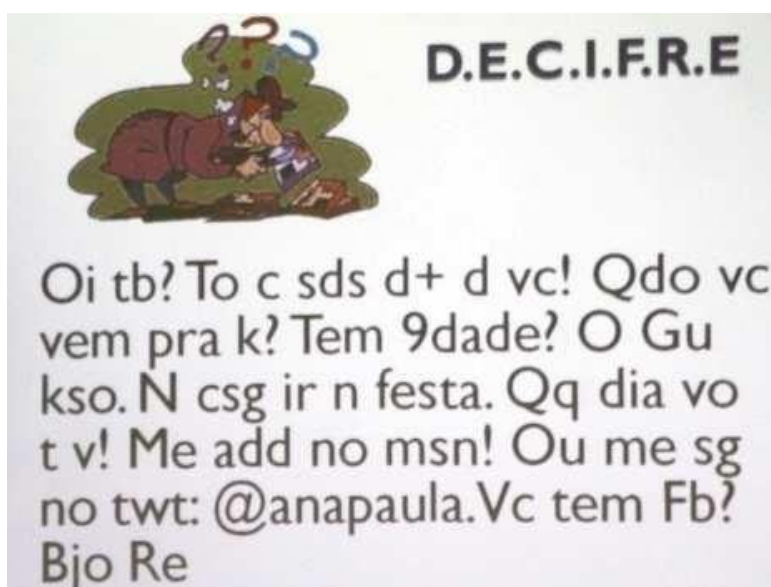 D.E.C.I.F.R.E
Oi tb? To c sds d+ d vc! Qdo vc
vem pra k? Tem 9dade? O Gu
kso. N csg ir n festa. Qq dia vo
t v! Me add no msn! Ou me sg
no twt: @anapaula.Vc tem Fb?
Bjo Re